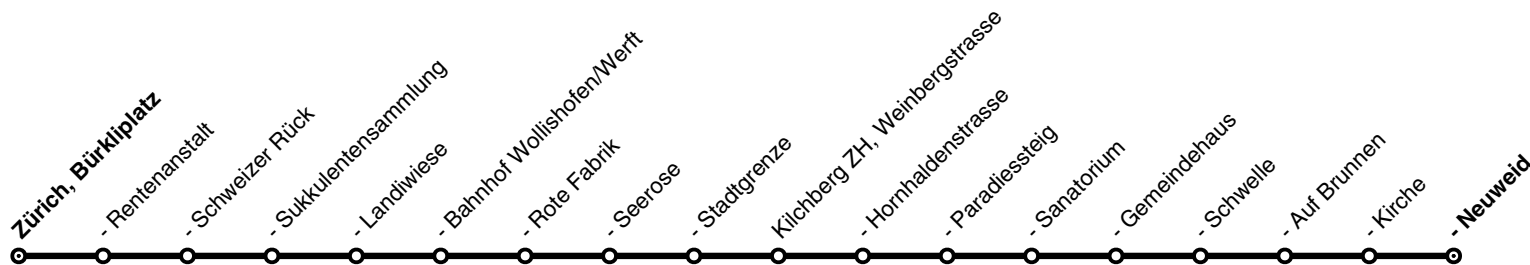 Zürich, Bürkliplatz
- Rentenanstalt
- Schweizer Rück
- Sukkulentensammlung
- Landiwiese
- Bahnhof Wollishofen/Werft
- Rote Fabrik
- Seerose
- Stadtgrenze
Kilchberg ZH, Weinbergstrasse
- Hornhaldenstrasse
- Paradiessteig
- Sanatorium
- Gemeindehaus
- Schwelle
- Auf Brunnen
- Kirche
- Neuweid